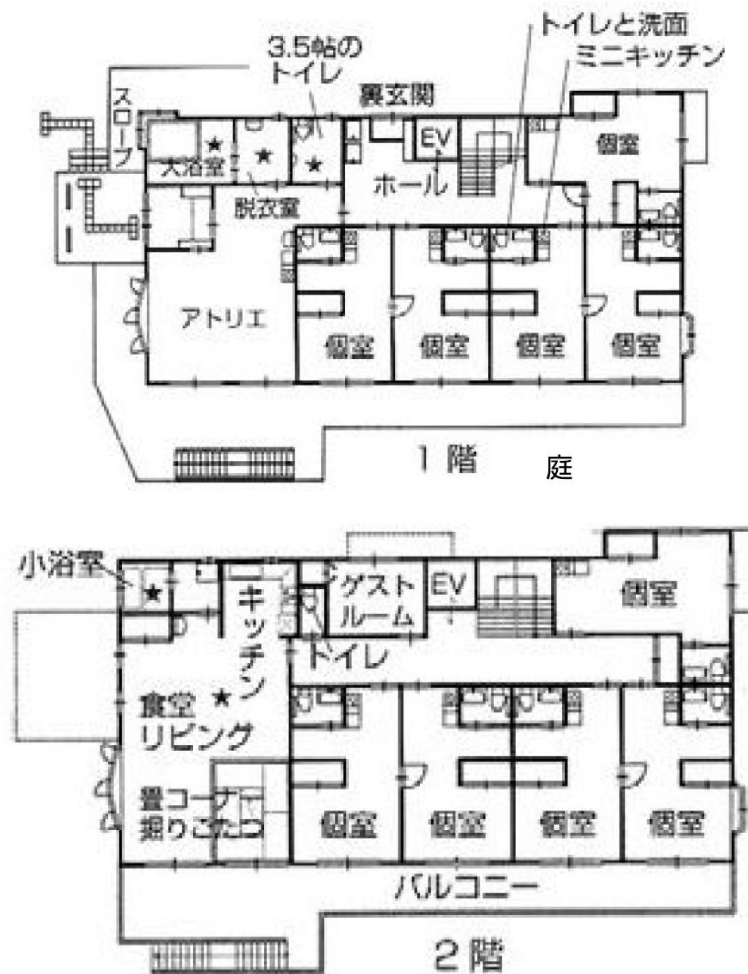 トイレと洗面
3.5帖の
トイレ
ミニキッチン
裏玄関
スロープ
EV
個室
大浴室
★
★
★
ホール
脱衣室
アトリエ
個室
個室
個室
個室
1階
庭
小浴室
★
キッチン
ゲスト
ルーム
EV
個室
トイレ
食堂
★
リビング
畳コーナ
掘りこたつ
個室
個室
個室
個室
バルコニー
2階